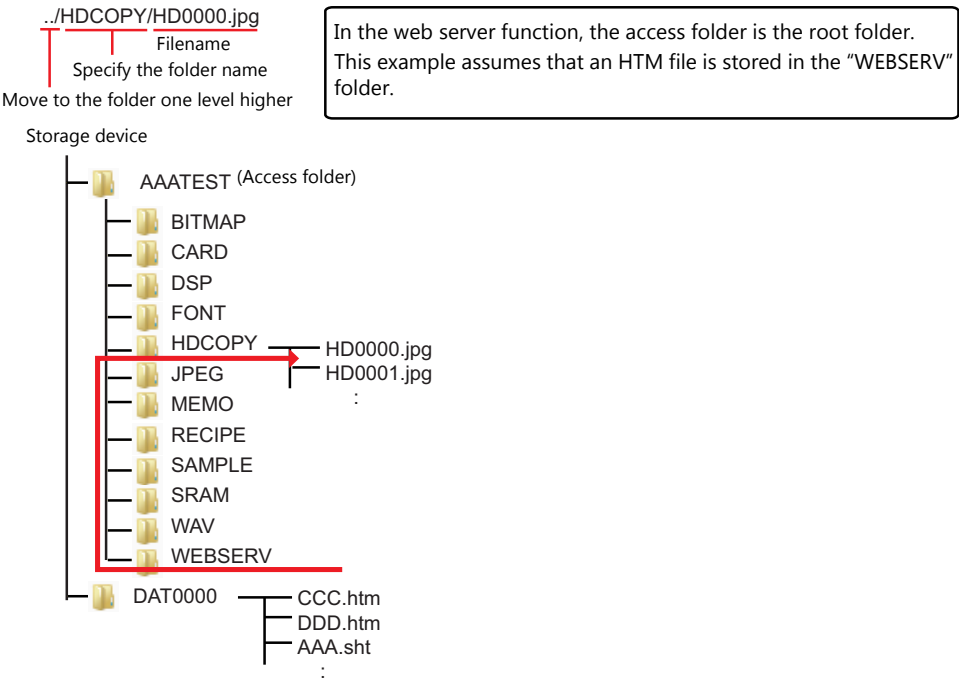 ../HDCOPY/HD0000.jpg
Filename
Specify the folder name
Move to the folder one level higher
In the web server function, the access folder is the root folder.
This example assumes that an HTM file is stored in the “WEBSERV”
folder.
Storage device
AAATEST (Access folder)
BITMAP
CARD
DSP
FONT
HDCOPY
HD0000.jpg
JPEG
HD0001.jpg
MEMO
:
RECIPE
SAMPLE
SRAM
WAV
WEBSERV
DAT0000
CCC.htm
DDD.htm
AAA.sht
: